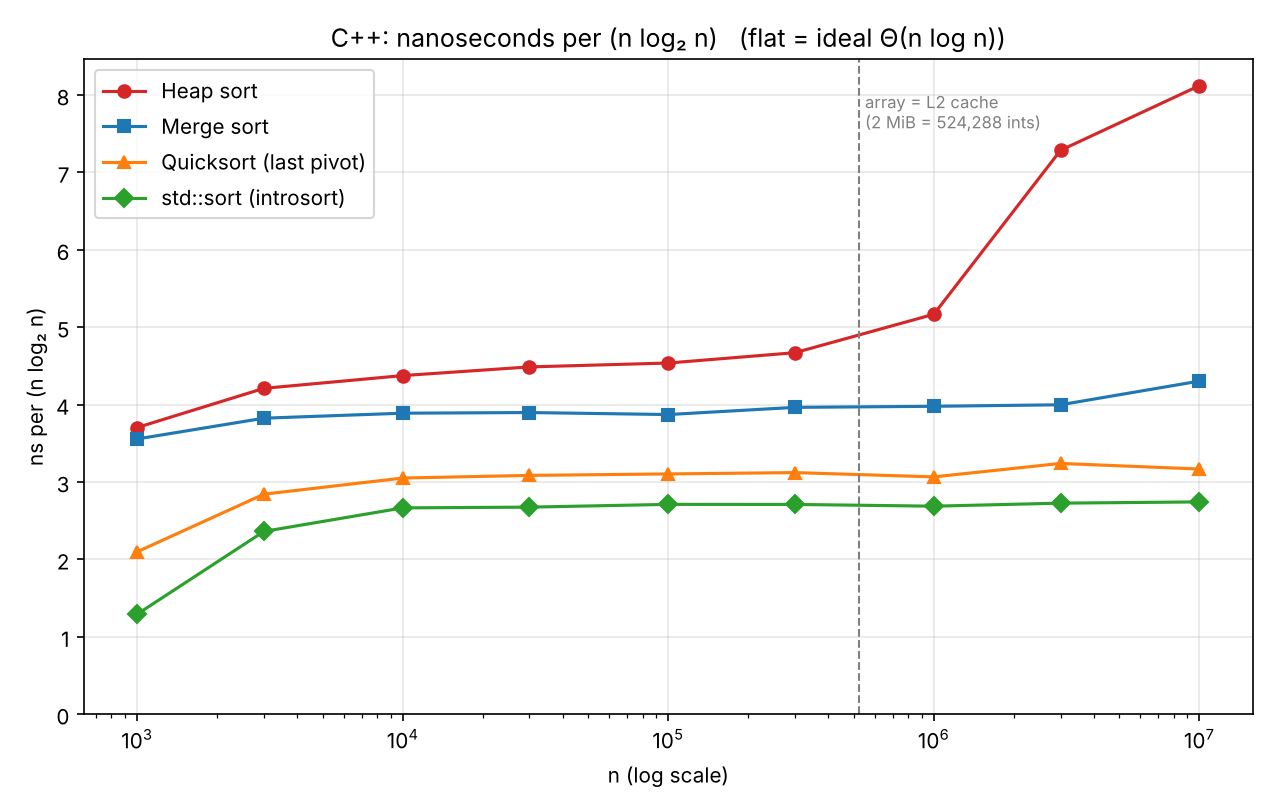 C++: nanoseconds per (n log₂ n)   (flat = ideal Θ(n log n))
Heap sort
Merge sort
Quicksort (last pivot)
std::sort (introsort)
array = L2 cache
(2 MiB = 524,288 ints)
ns per (n log₂ n)
8
7
6
5
4
3
2
1
0
10³ 10⁴ 10⁵ 10⁶ 10⁷
n (log scale)